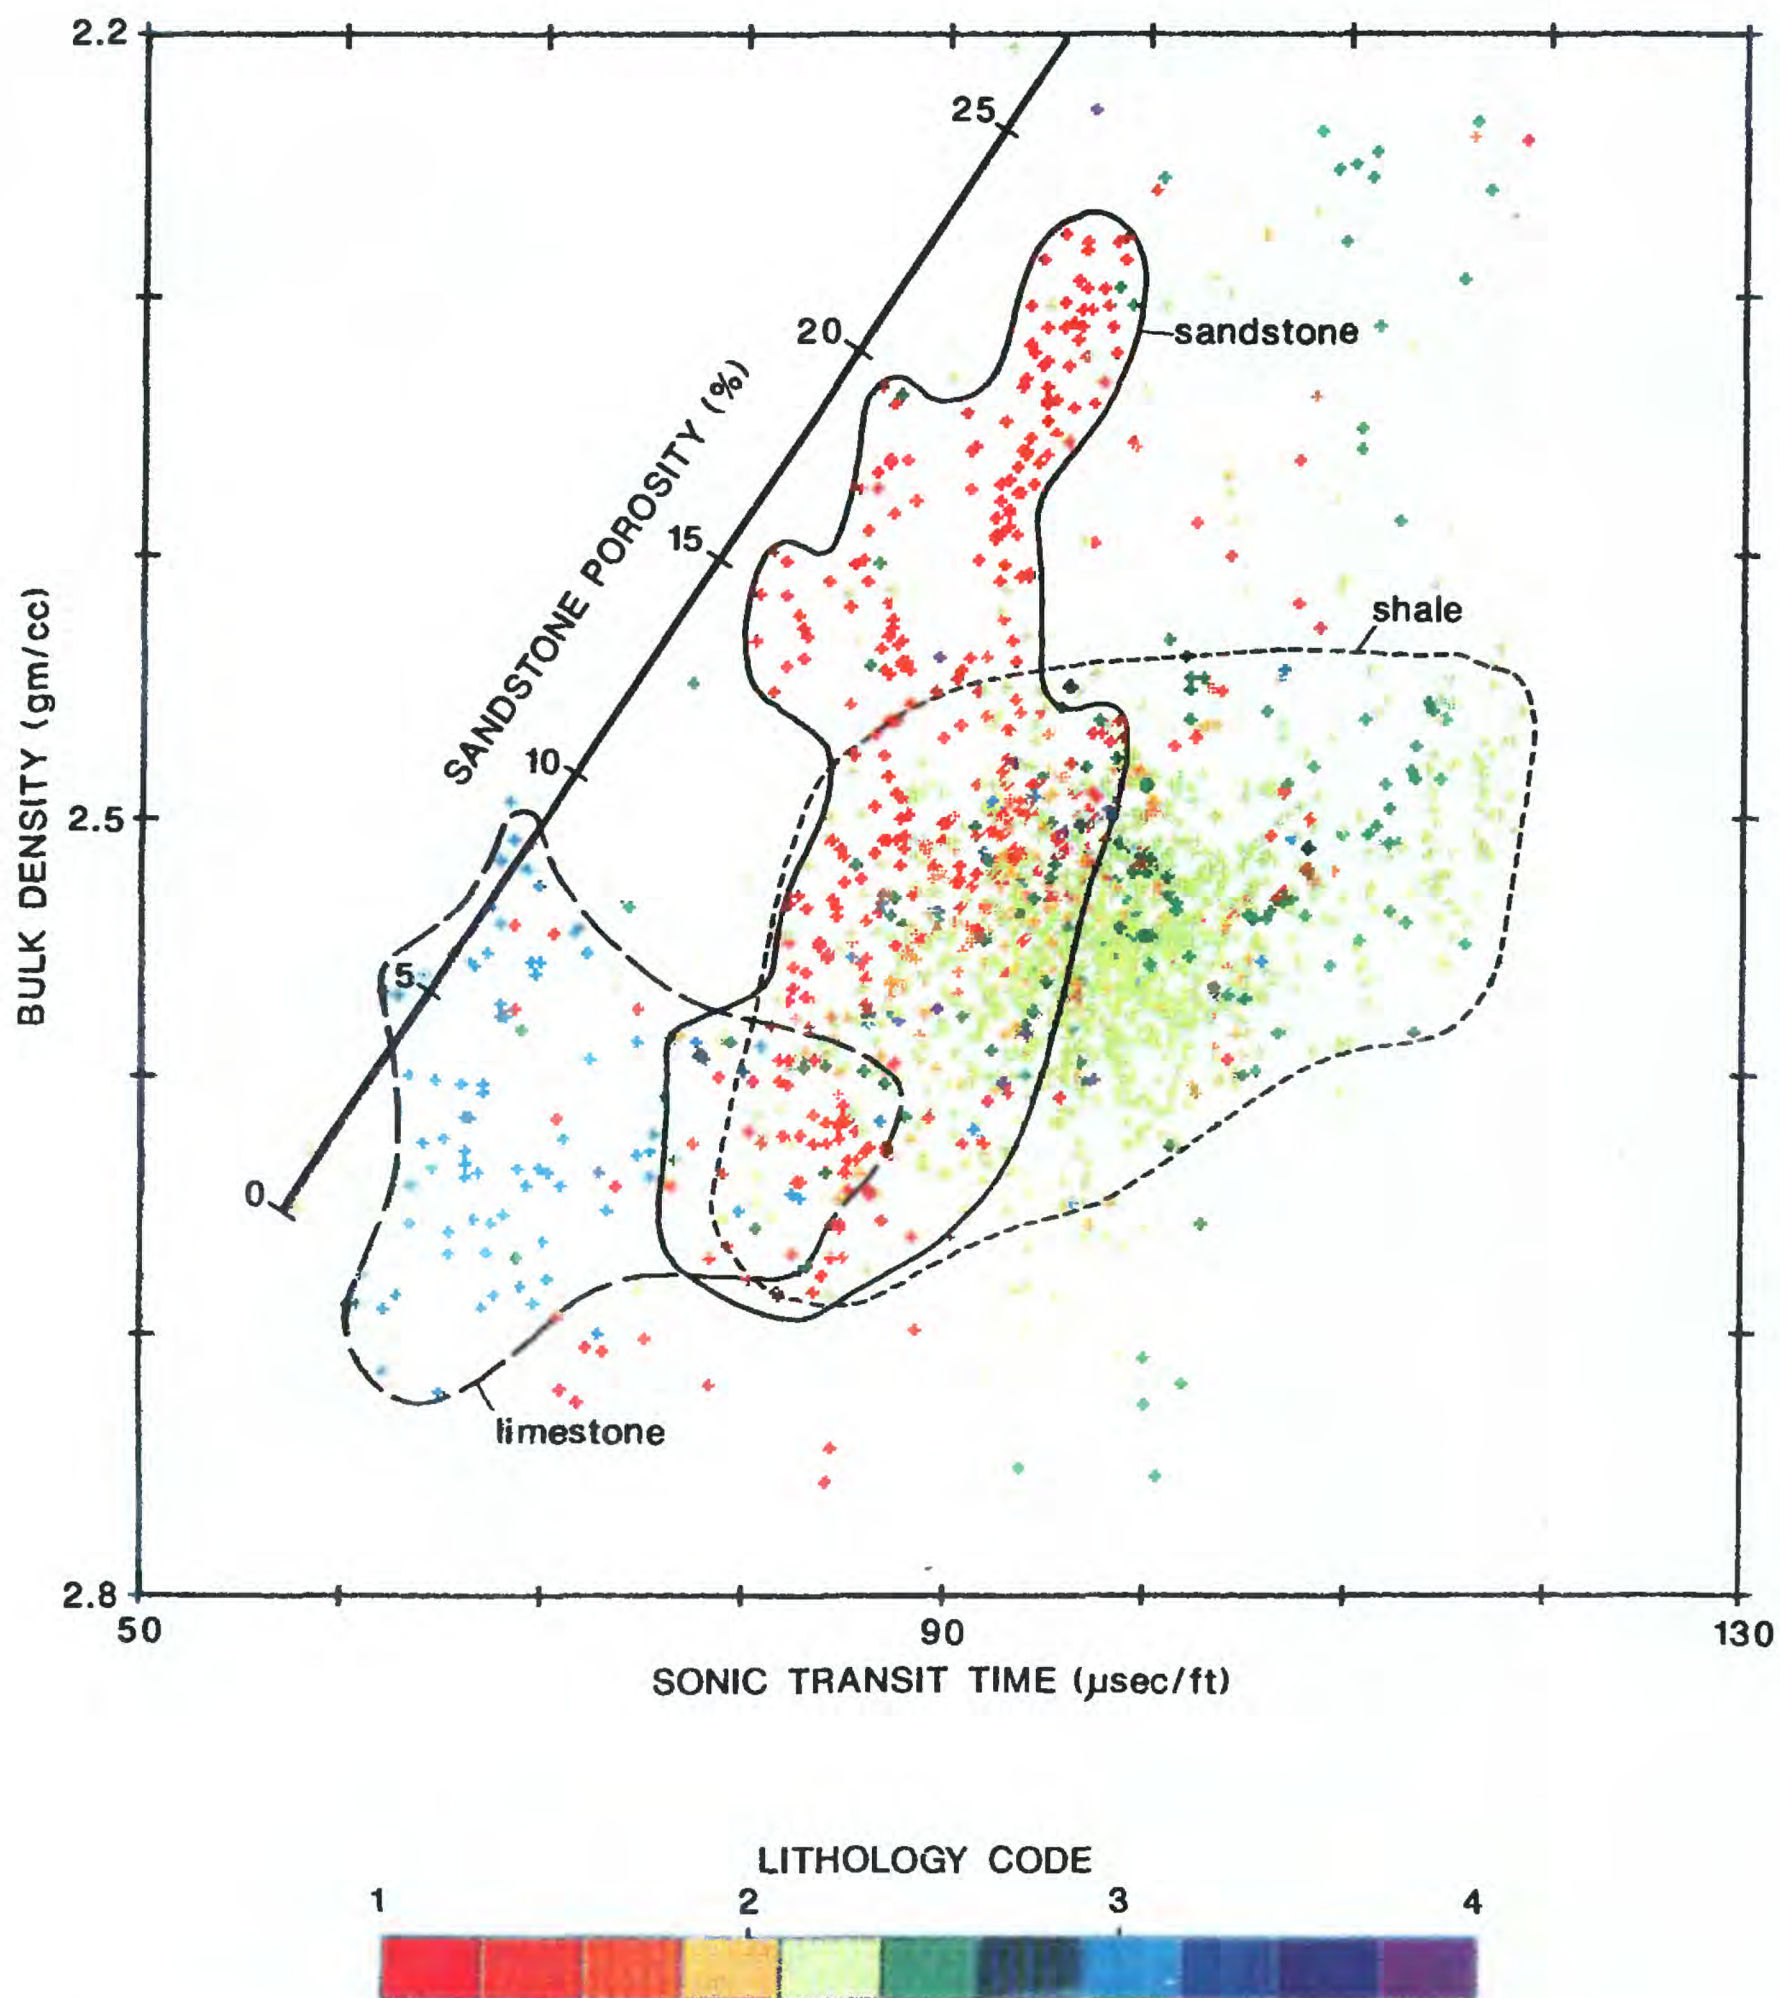 2.2
25
sandstone
20
SANDSTONE POROSITY (%)
15
shale
10
BULK DENSITY (gm/cc)
2.5
5
0
limestone
2.8
50 90 130
SONIC TRANSIT TIME (µsec/ft)
LITHOLOGY CODE
1 2 3 4